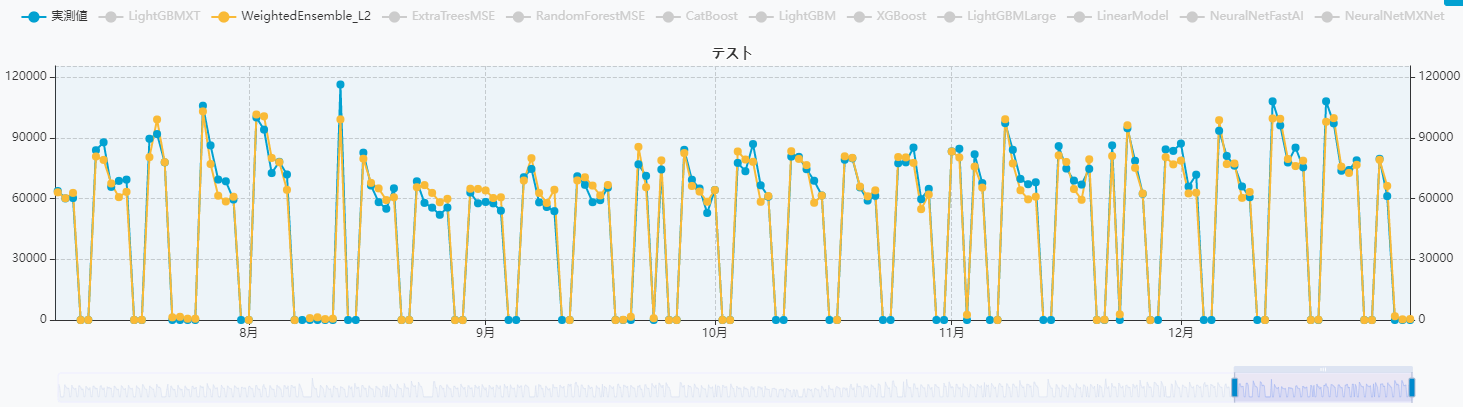 実測値 LightGBMXT WeightedEnsemble_L2 ExtraTreesMSE RandomForestMSE CatBoost LightGBM XGBoost LightGBMLarge LinearModel NeuralNetFastAI NeuralNetMXNet
テスト
120000 120000
90000 90000
60000 60000
30000 30000
0 0
8月 9月 10月 11月 12月